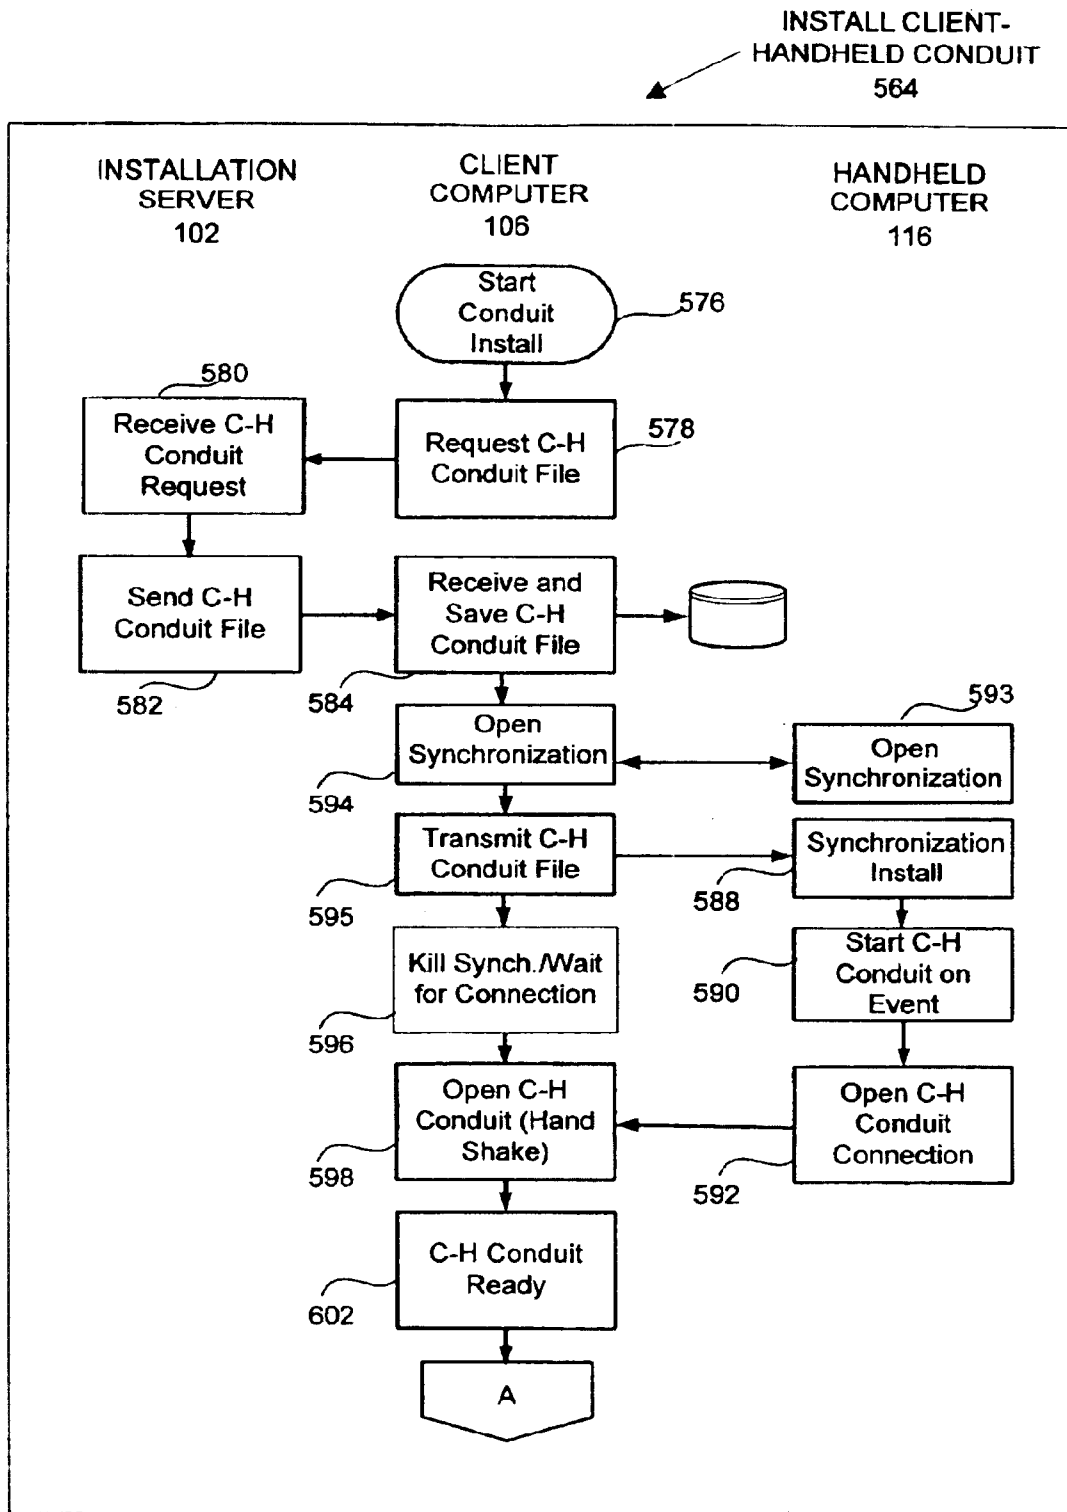 INSTALL CLIENT-
HANDHELD CONDUIT
564
INSTALLATION
SERVER
102
CLIENT
COMPUTER
106
HANDHELD
COMPUTER
116
Start
Conduit
Install
576
580
Receive C-H
Conduit
Request
Request C-H
Conduit File
578
Send C-H
Conduit File
582
Receive and
Save C-H
Conduit File
584
Open
Synchronization
594
593
Open
Synchronization
Transmit C-H
Conduit File
595
Synchronization
Install
588
Kill Synch./Wait
for Connection
596
Start C-H
Conduit on
Event
590
Open C-H
Conduit (Hand
Shake)
598
Open C-H
Conduit
Connection
592
C-H Conduit
Ready
602
A